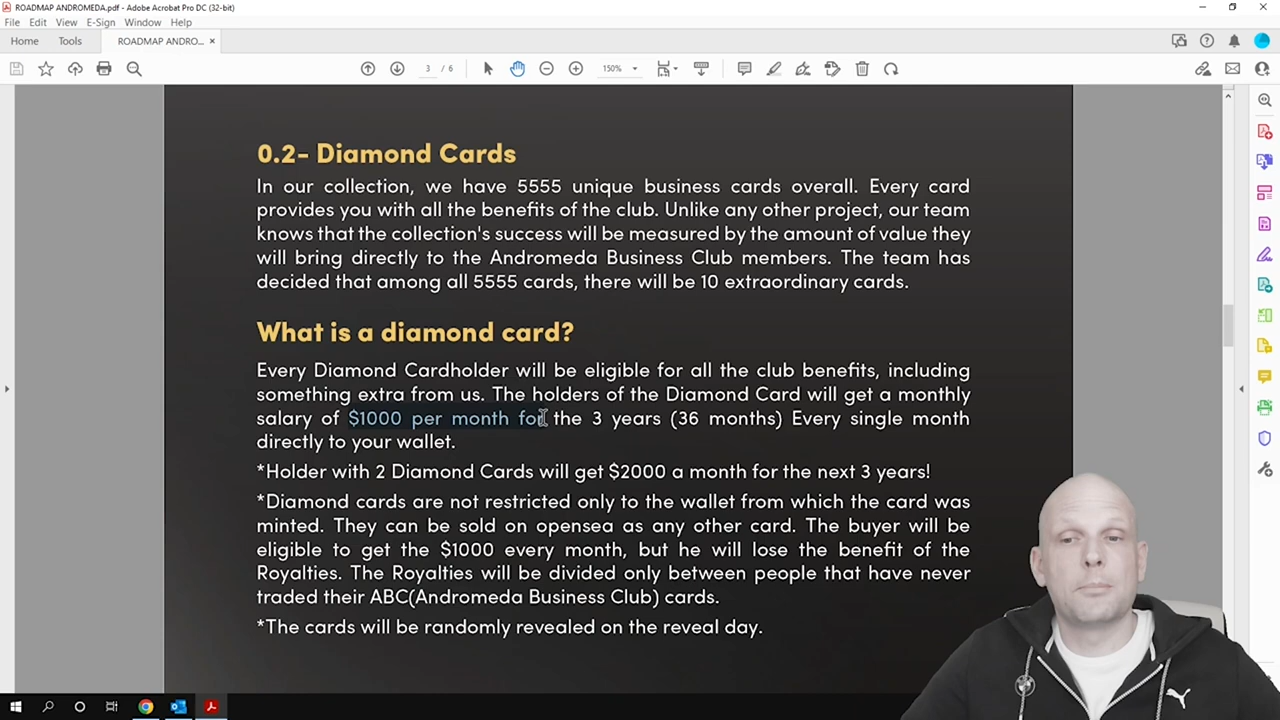 ROADMAP ANDROMEDA.pdf - Adobe Acrobat Pro DC (32-bit)
File Edit View E-Sign Window Help
Home Tools ROADMAP ANDRO... ×
3 / 6 150%
0.2- Diamond Cards
In our collection, we have 5555 unique business cards overall. Every card
provides you with all the benefits of the club. Unlike any other project, our team
knows that the collection's success will be measured by the amount of value they
will bring directly to the Andromeda Business Club members. The team has
decided that among all 5555 cards, there will be 10 extraordinary cards.
What is a diamond card?
Every Diamond Cardholder will be eligible for all the club benefits, including
something extra from us. The holders of the Diamond Card will get a monthly
salary of $1000 per month for the 3 years (36 months) Every single month
directly to your wallet.
*Holder with 2 Diamond Cards will get $2000 a month for the next 3 years!
*Diamond cards are not restricted only to the wallet from which the card was
minted. They can be sold on opensea as any other card. The buyer will be
eligible to get the $1000 every month, but he will lose the benefit of the
Royalties. The Royalties will be divided only between people that have never
traded their ABC(Andromeda Business Club) cards.
*The cards will be randomly revealed on the reveal day.